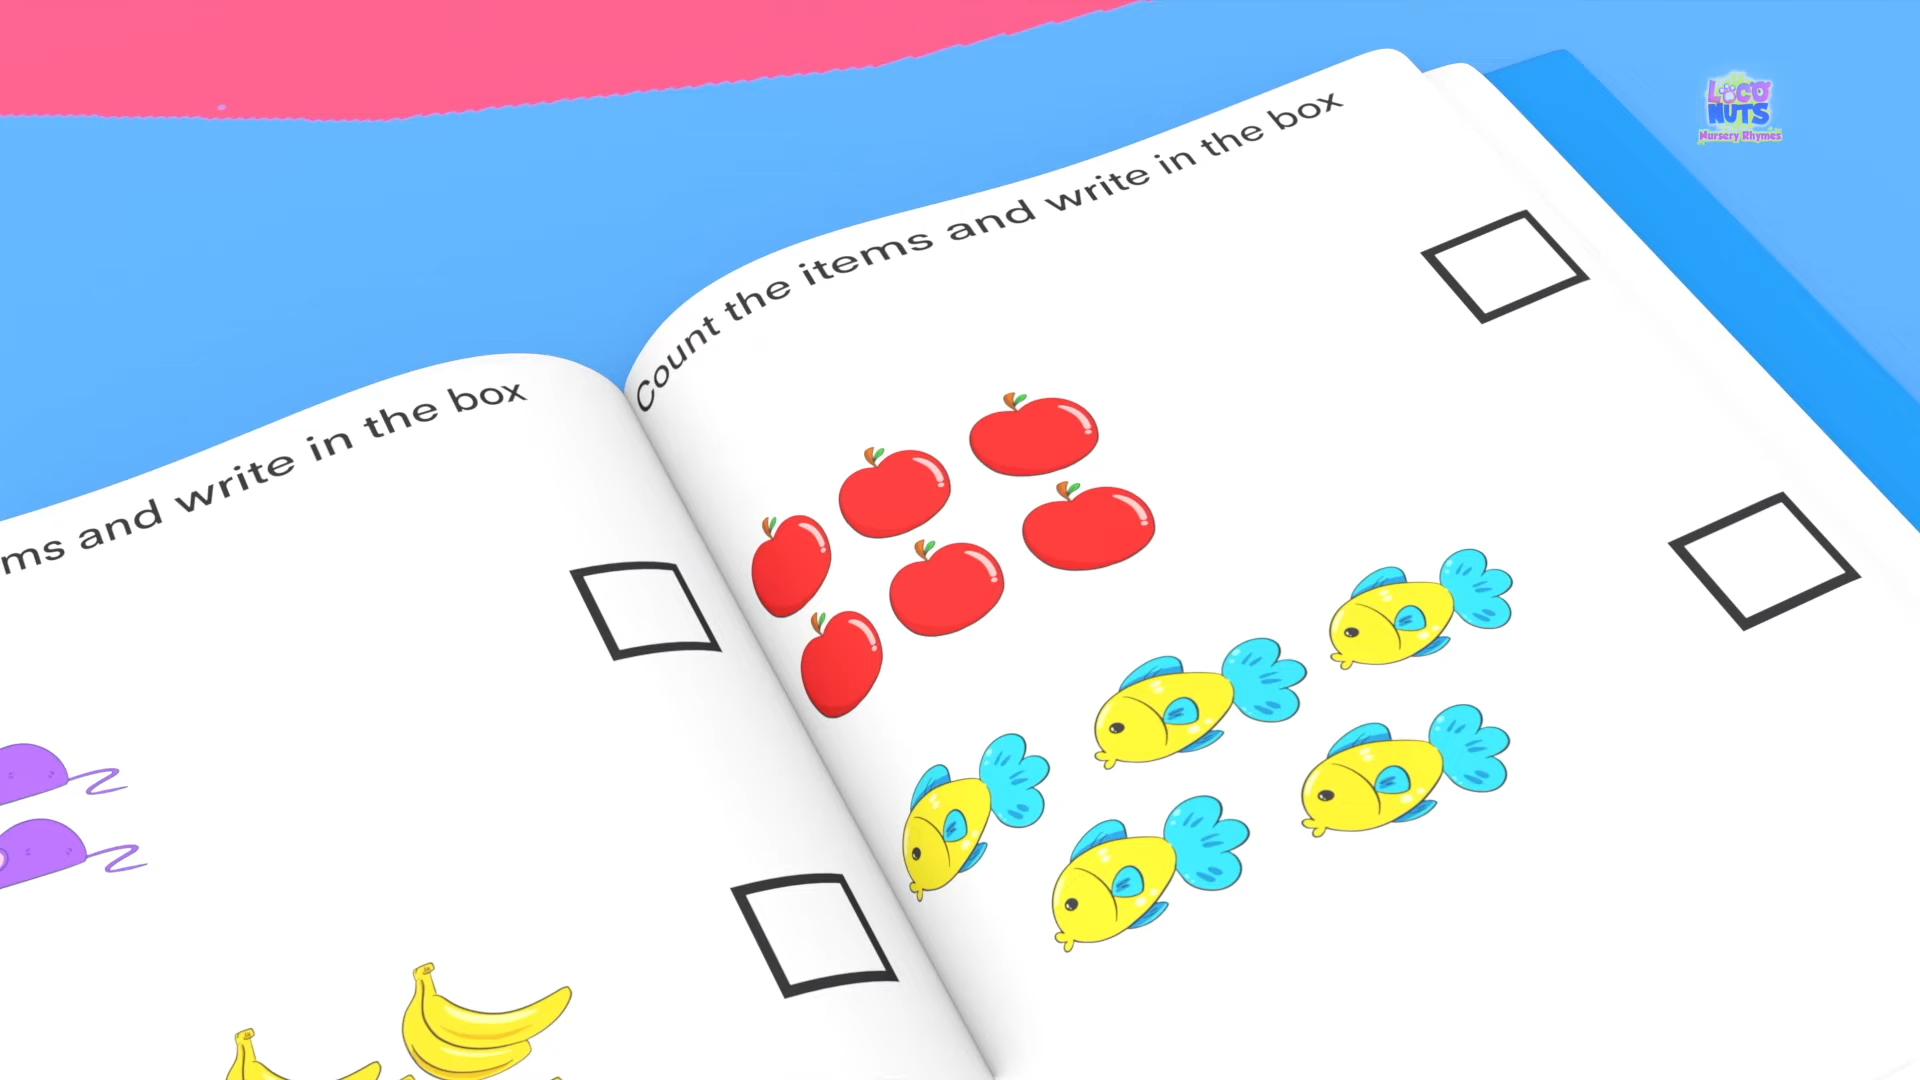 ms and write in the box
Count the items and write in the box
LOCO
NUTS
Nursery Rhymes